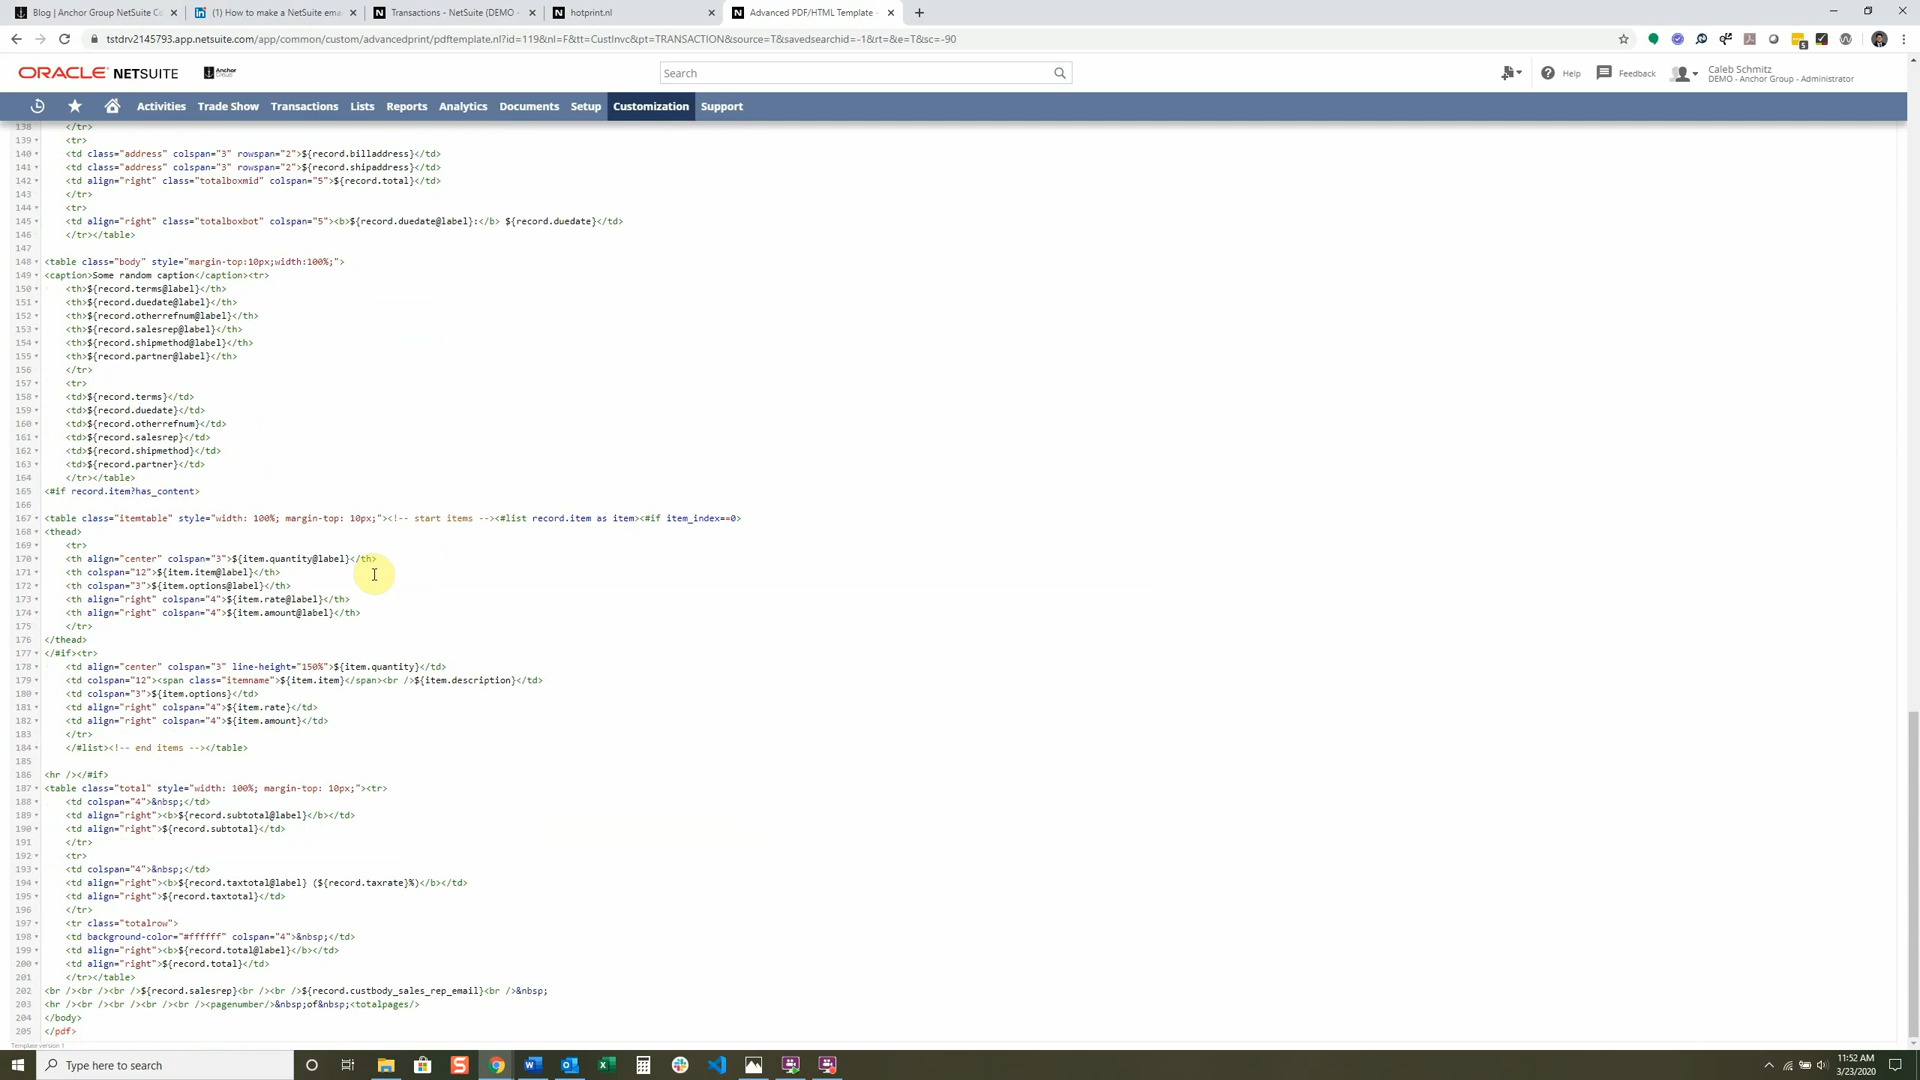 Blog | Anchor Group NetSuite Co
(1) How to make a NetSuite ema
Transactions - NetSuite (DEMO -
hotprint.nl
Advanced PDF/HTML Template -
tstdrv2145793.app.netsuite.com/app/common/custom/advancedprint/pdftemplate.nl?id=119&nl=F&tt=CustInvc&pt=TRANSACTION&source=T&savedsearchid=-1&rt=&e=T&sc=-90
ORACLE NETSUITE
Anchor Group
Search
Help
Feedback
Caleb Schmitz
DEMO - Anchor Group - Administrator
Activities Trade Show Transactions Lists Reports Analytics Documents Setup Customization Support
138 </tr>
139 <tr>
140 <td class="address" colspan="3" rowspan="2">${record.billaddress}</td>
141 <td class="address" colspan="3" rowspan="2">${record.shipaddress}</td>
142 <td align="right" class="totalboxmid" colspan="5">${record.total}</td>
143 </tr>
144 <tr>
145 <td align="right" class="totalboxbot" colspan="5"><b>${record.duedate@label}:</b> ${record.duedate}</td>
146 </tr></table>
147
148 <table class="body" style="margin-top:10px;width:100%;">
149 <caption>Some random caption</caption><tr>
150 <th>${record.terms@label}</th>
151 <th>${record.duedate@label}</th>
152 <th>${record.otherrefnum@label}</th>
153 <th>${record.salesrep@label}</th>
154 <th>${record.shipmethod@label}</th>
155 <th>${record.partner@label}</th>
156 </tr>
157 <tr>
158 <td>${record.terms}</td>
159 <td>${record.duedate}</td>
160 <td>${record.otherrefnum}</td>
161 <td>${record.salesrep}</td>
162 <td>${record.shipmethod}</td>
163 <td>${record.partner}</td>
164 </tr></table>
165 <#if record.item?has_content>
166
167 <table class="itemtable" style="width: 100%; margin-top: 10px;"><!-- start items --><#list record.item as item><#if item_index==0>
168 <thead>
169 <tr>
170 <th align="center" colspan="3">${item.quantity@label}</th>
171 <th colspan="12">${item.item@label}</th>
172 <th colspan="3">${item.options@label}</th>
173 <th align="right" colspan="4">${item.rate@label}</th>
174 <th align="right" colspan="4">${item.amount@label}</th>
175 </tr>
176 </thead>
177 </#if><tr>
178 <td align="center" colspan="3" line-height="150%">${item.quantity}</td>
179 <td colspan="12"><span class="itemname">${item.item}</span><br />${item.description}</td>
180 <td colspan="3">${item.options}</td>
181 <td align="right" colspan="4">${item.rate}</td>
182 <td align="right" colspan="4">${item.amount}</td>
183 </tr>
184 </#list><!-- end items --></table>
185
186 <hr /></#if>
187 <table class="total" style="width: 100%; margin-top: 10px;"><tr>
188 <td colspan="4">&nbsp;</td>
189 <td align="right"><b>${record.subtotal@label}</b></td>
190 <td align="right">${record.subtotal}</td>
191 </tr>
192 <tr>
193 <td colspan="4">&nbsp;</td>
194 <td align="right"><b>${record.taxtotal@label} (${record.taxrate}%)</b></td>
195 <td align="right">${record.taxtotal}</td>
196 </tr>
197 <tr class="totalrow">
198 <td background-color="#ffffff" colspan="4">&nbsp;</td>
199 <td align="right"><b>${record.total@label}</b></td>
200 <td align="right">${record.total}</td>
201 </tr></table>
202 <br /><br /><br />${record.salesrep}<br /><br />${record.custbody_sales_rep_email}<br />&nbsp;
203 <hr /><br /><br /><br /><br /><pagenumber/>&nbsp;of&nbsp;<totalpages/>
204 </body>
205 </pdf>
Template version 1
Type here to search
11:52 AM
3/23/2020